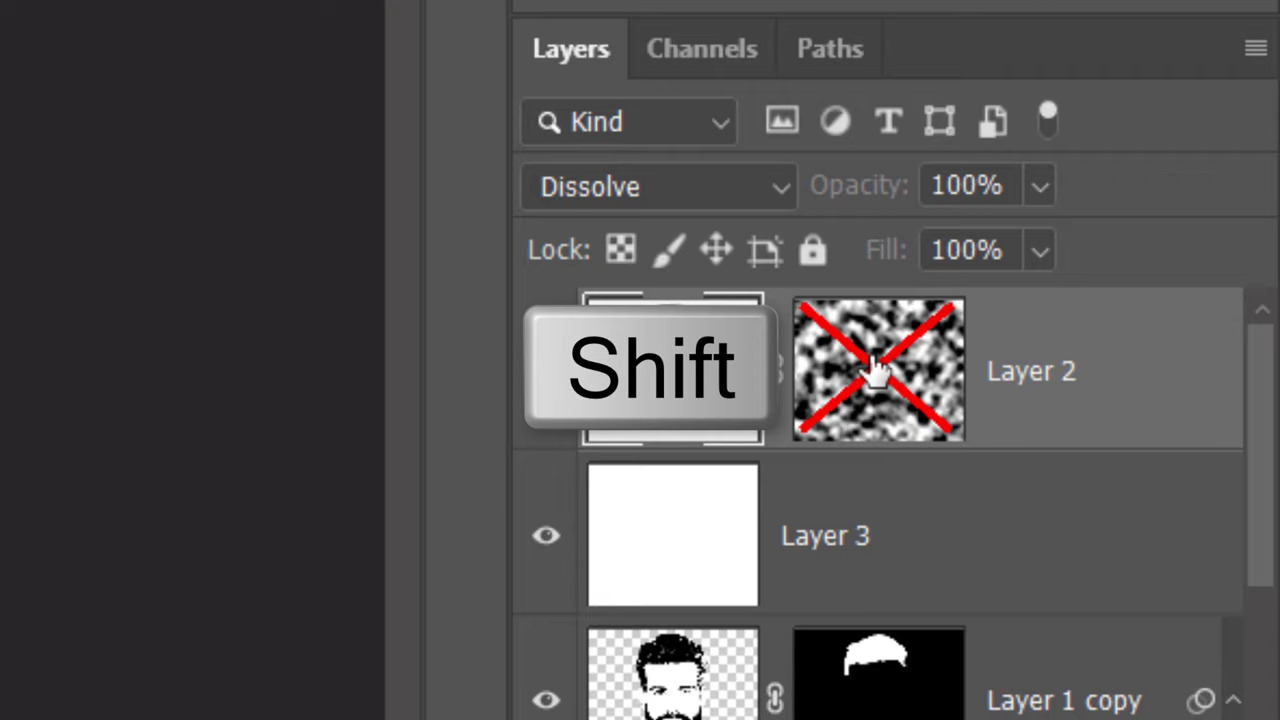 Layers Channels Paths
Kind
Dissolve Opacity: 100%
Lock: Fill: 100%
Shift
Layer 2
Layer 3
Layer 1 copy